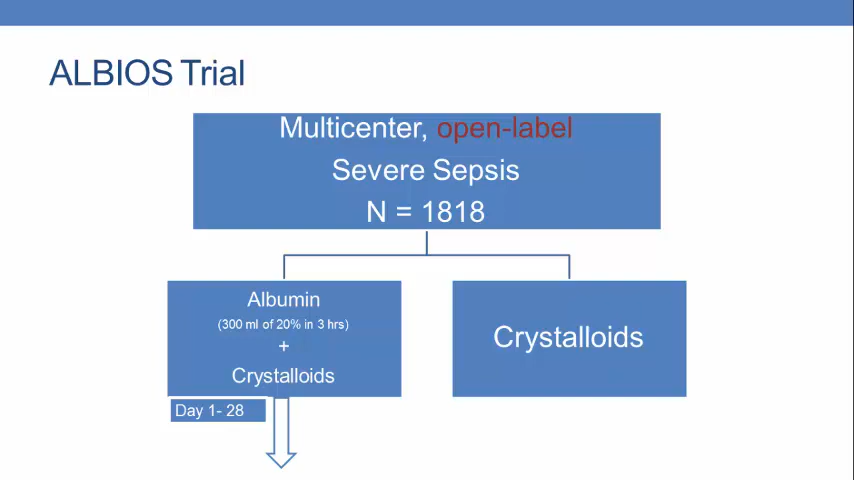 ALBIOS Trial
Multicenter, open-label
Severe Sepsis
N = 1818
Albumin
(300 ml of 20% in 3 hrs)
+
Crystalloids
Crystalloids
Day 1- 28